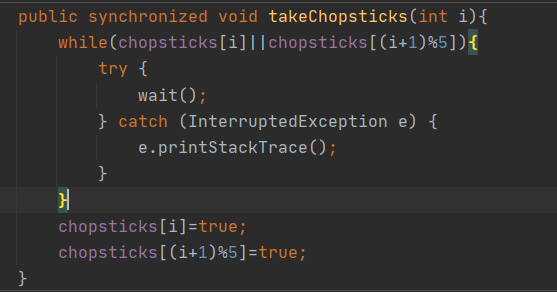 public synchronized void takeChopsticks(int i){
    while(chopsticks[i]||chopsticks[(i+1)%5]){
        try {
            wait();
        } catch (InterruptedException e) {
            e.printStackTrace();
        }
    }
    chopsticks[i]=true;
    chopsticks[(i+1)%5]=true;
}